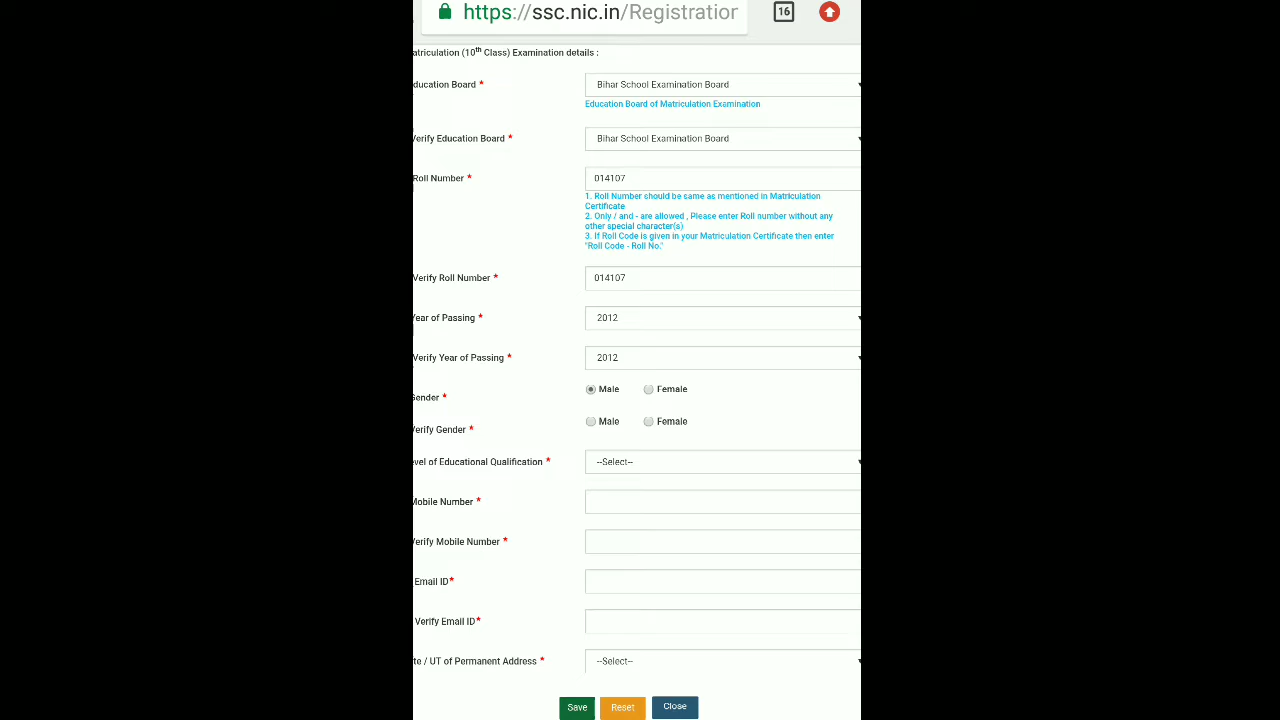 https://ssc.nic.in/Registration
16
atriculation (10th Class) Examination details :
ducation Board *
Bihar School Examination Board
Education Board of Matriculation Examination
Verify Education Board *
Bihar School Examination Board
Roll Number *
014107
1. Roll Number should be same as mentioned in Matriculation
Certificate
2. Only / and - are allowed , Please enter Roll number without any
other special character(s)
3. If Roll Code is given in your Matriculation Certificate then enter
"Roll Code - Roll No."
Verify Roll Number *
014107
Year of Passing *
2012
Verify Year of Passing *
2012
Male Female
Gender *
Male Female
Verify Gender *
evel of Educational Qualification *
--Select--
Mobile Number *
Verify Mobile Number *
Email ID*
Verify Email ID*
te / UT of Permanent Address *
--Select--
Save Reset Close